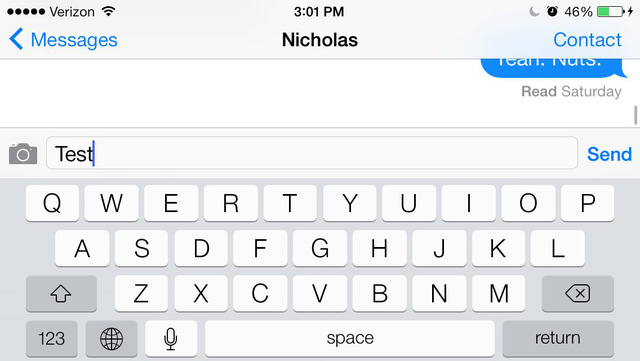 Verizon 3:01 PM 46%
Messages Nicholas Contact
Yeah. Nuts.
Read Saturday
Test Send
Q W E R T Y U I O P
A S D F G H J K L
Z X C V B N M
123 space return